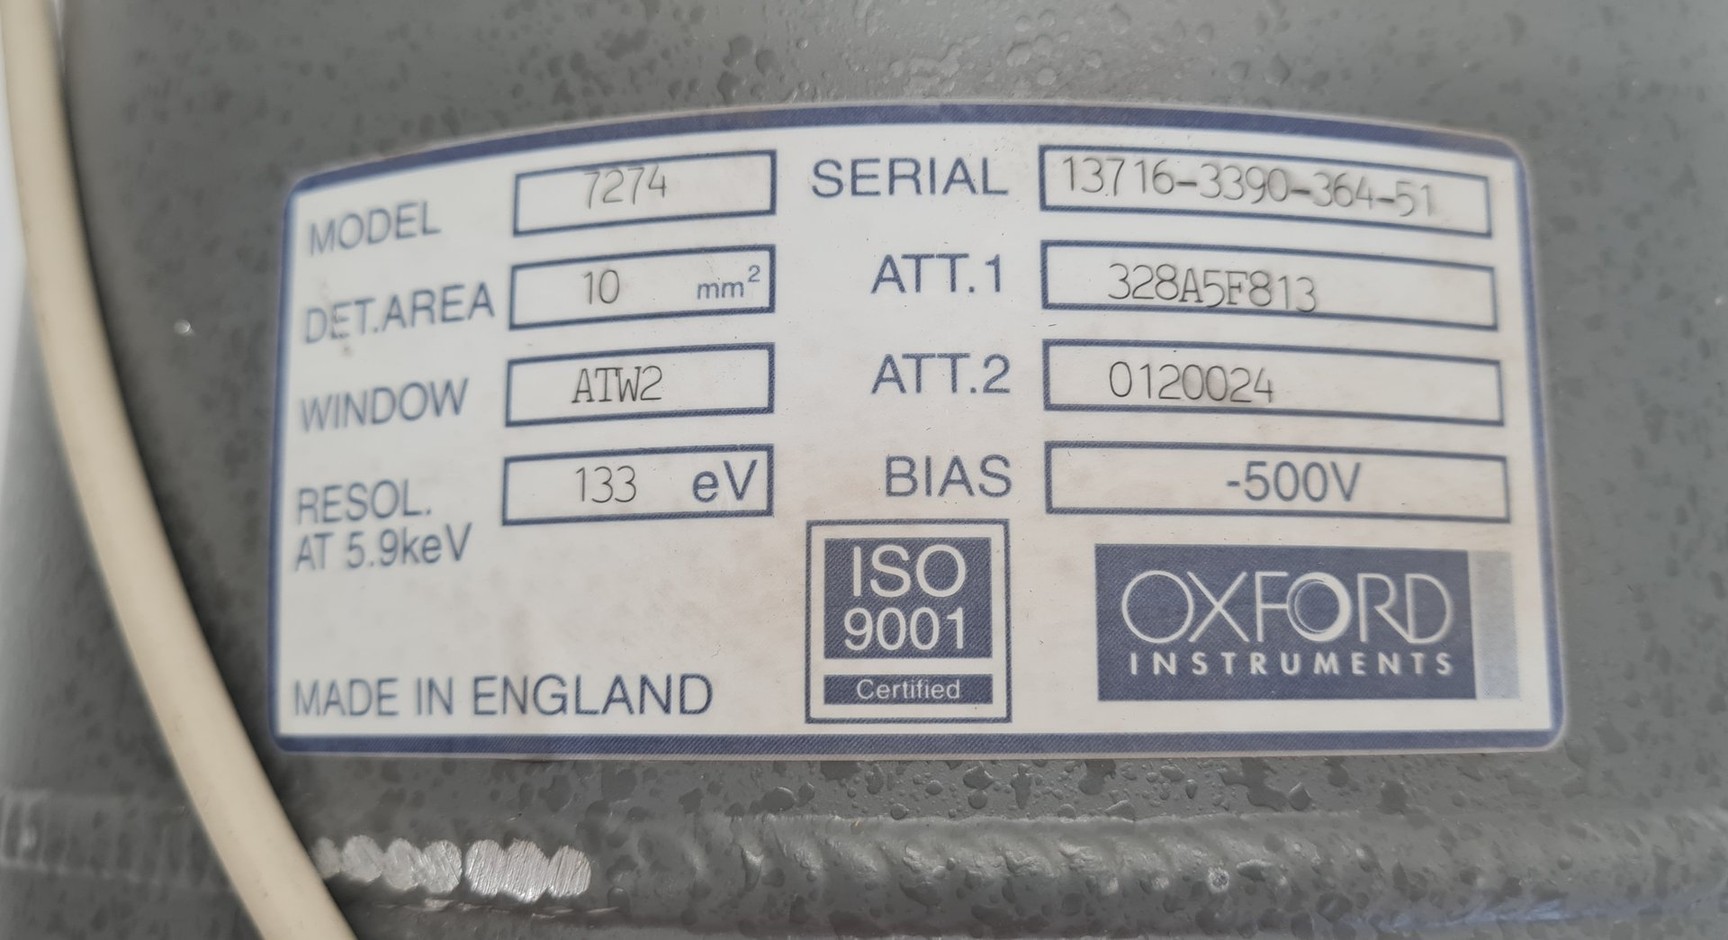 MODEL 7274
DET.AREA 10 mm²
WINDOW ATW2
RESOL. 133 eV
AT 5.9keV
MADE IN ENGLAND
SERIAL 13716-3390-364-51
ATT.1 328A5F813
ATT.2 0120024
BIAS -500V
ISO
9001
Certified
OXFORD
INSTRUMENTS